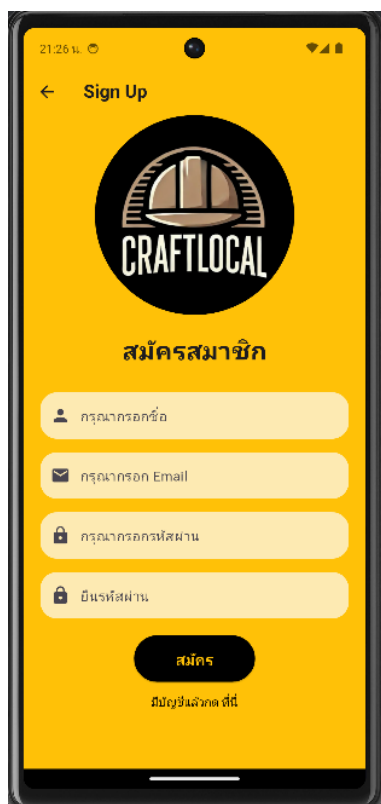 21:26 น.
Sign Up
CRAFTLOCAL
สมัครสมาชิก
กรุณากรอกชื่อ
กรุณากรอก Email
กรุณากรอกรหัสผ่าน
ยืนรหัสผ่าน
สมัคร
มีบัญชีแล้วกด ที่นี่